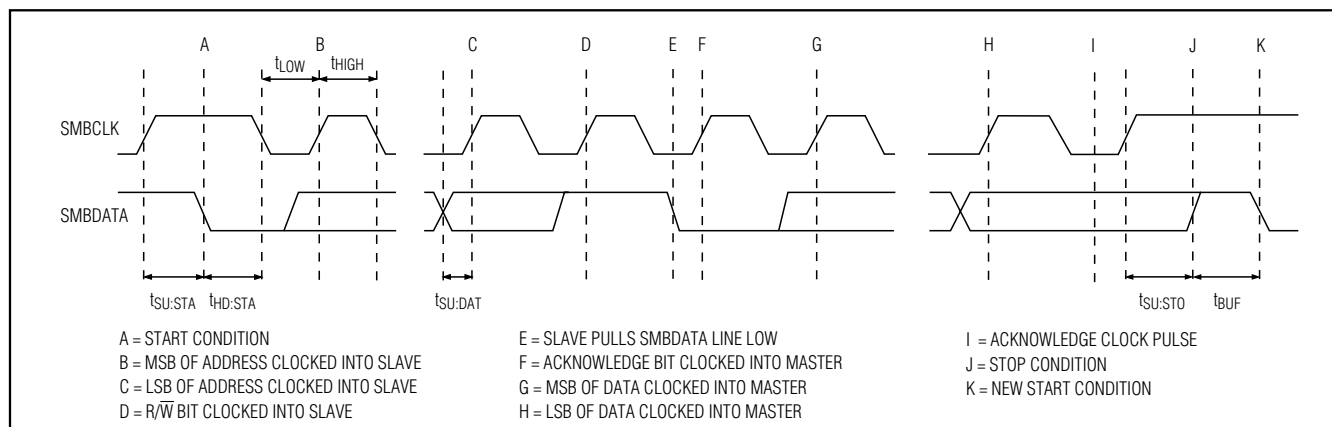 A B C D E F G H I J K
tLOW tHIGH
SMBCLK
SMBDATA
tSU:STA tHD:STA tSU:DAT tSU:STO tBUF
A = START CONDITION
B = MSB OF ADDRESS CLOCKED INTO SLAVE
C = LSB OF ADDRESS CLOCKED INTO SLAVE
D = R/W̅ BIT CLOCKED INTO SLAVE
E = SLAVE PULLS SMBDATA LINE LOW
F = ACKNOWLEDGE BIT CLOCKED INTO MASTER
G = MSB OF DATA CLOCKED INTO MASTER
H = LSB OF DATA CLOCKED INTO MASTER
I = ACKNOWLEDGE CLOCK PULSE
J = STOP CONDITION
K = NEW START CONDITION